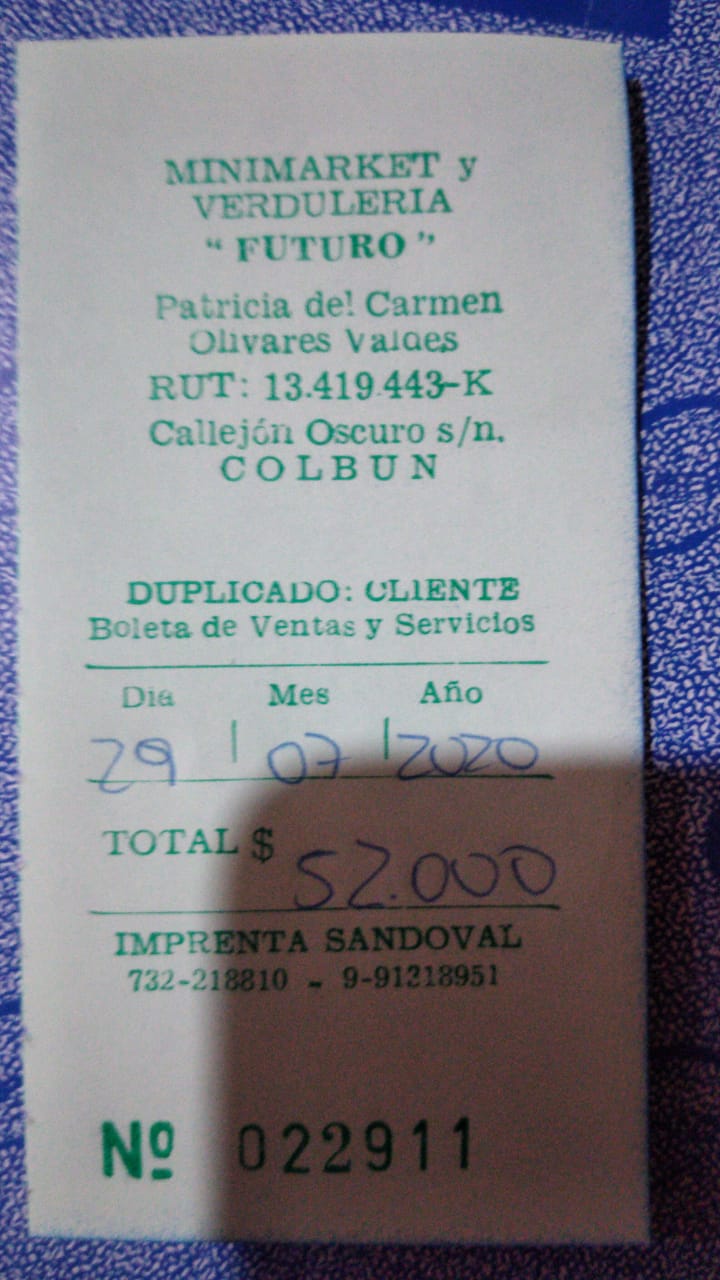 MINIMARKET y
VERDULERIA
“ FUTURO ”
Patricia del Carmen
Olivares Valdes
RUT: 13.419.443-K
Callejón Oscuro s/n.
COLBUN
DUPLICADO: CLIENTE
Boleta de Ventas y Servicios
Dia Mes Año
29 07 2020
TOTAL $ 52.000
IMPRENTA SANDOVAL
732-218810 - 9-91218951
Nº 022911